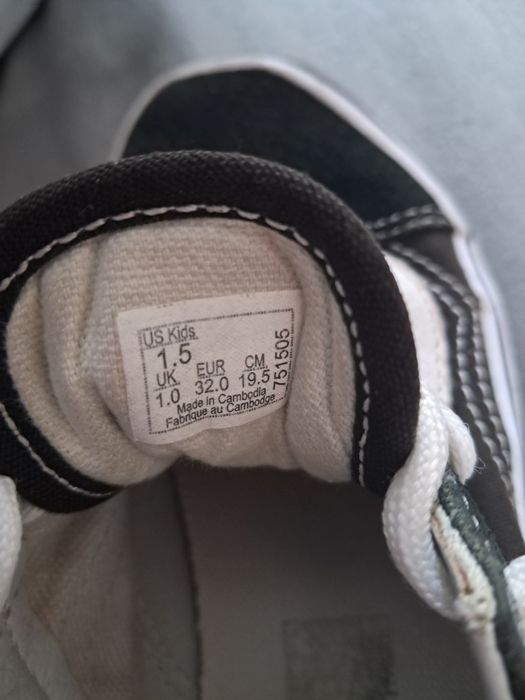 US Kids
1.5
UK EUR CM
1.0 32.0 19.5
Made in Cambodia
Fabrique au Cambodge
751505